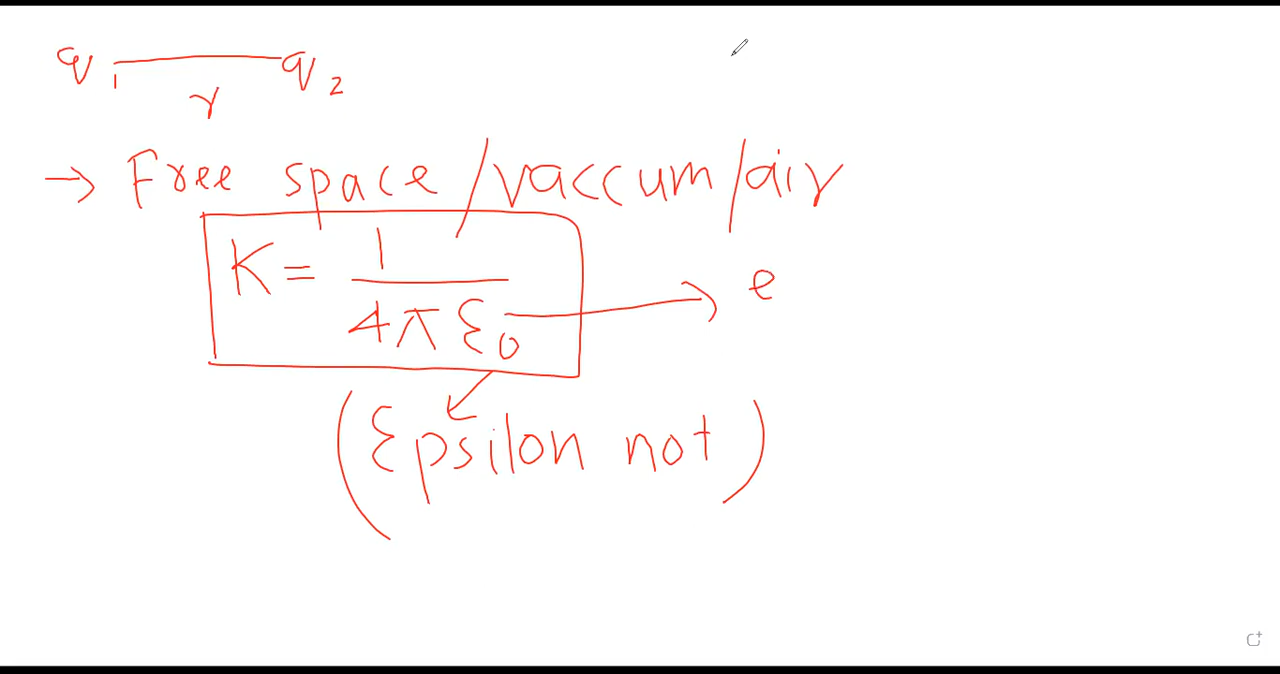 q1 r q2
→ Free space/vaccum/air
K = 1/4πε0 → e
(Epsilon not)